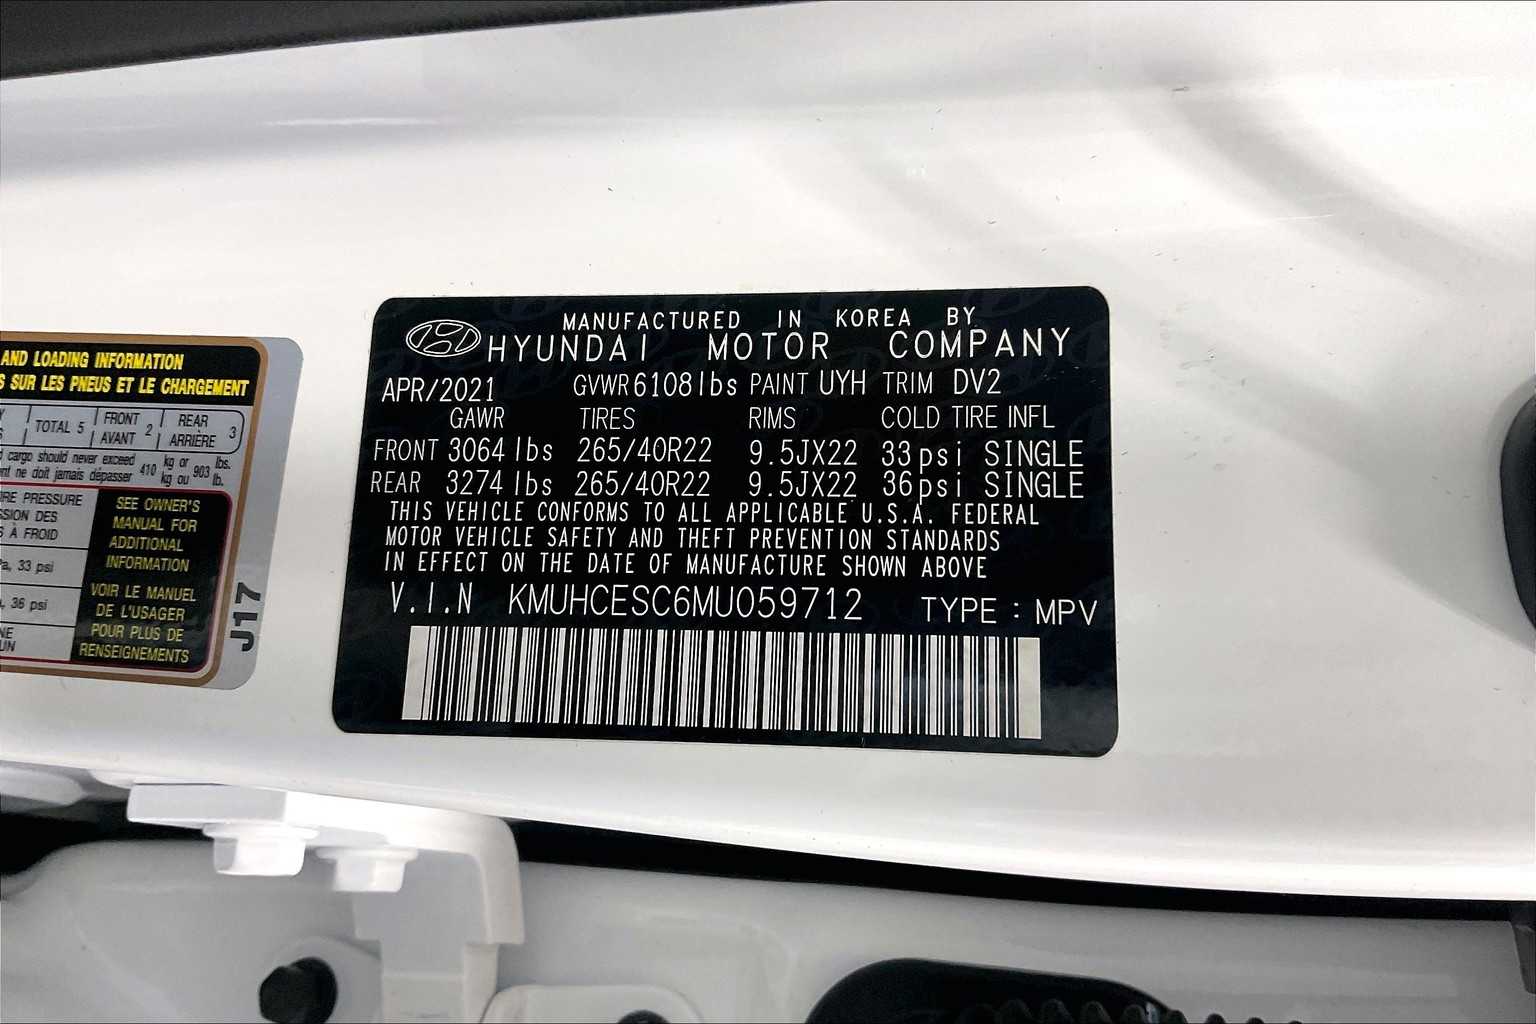 MANUFACTURED IN KOREA BY
HYUNDAI MOTOR COMPANY
APR/2021 GVWR 6108lbs PAINT UYH TRIM DV2
GAWR TIRES RIMS COLD TIRE INFL
FRONT 3064 lbs 265/40R22 9.5JX22 33psi SINGLE
REAR 3274 lbs 265/40R22 9.5JX22 36psi SINGLE
THIS VEHICLE CONFORMS TO ALL APPLICABLE U.S.A. FEDERAL
MOTOR VEHICLE SAFETY AND THEFT PREVENTION STANDARDS
IN EFFECT ON THE DATE OF MANUFACTURE SHOWN ABOVE
V.I.N KMUHCESC6MU059712 TYPE : MPV
AND LOADING INFORMATION
SUR LES PNEUS ET LE CHARGEMENT
TOTAL 5 FRONT 2 REAR 3
AVANT ARRIÈRE
cargo should never exceed 410 kg or 903 lbs.
ne doit jamais dépasser kg ou lb.
PRESSURE
DES
À FROID
33 psi
36 psi
SEE OWNER'S
MANUAL FOR
ADDITIONAL
INFORMATION
VOIR LE MANUEL
DE L'USAGER
POUR PLUS DE
RENSEIGNEMENTS
J17